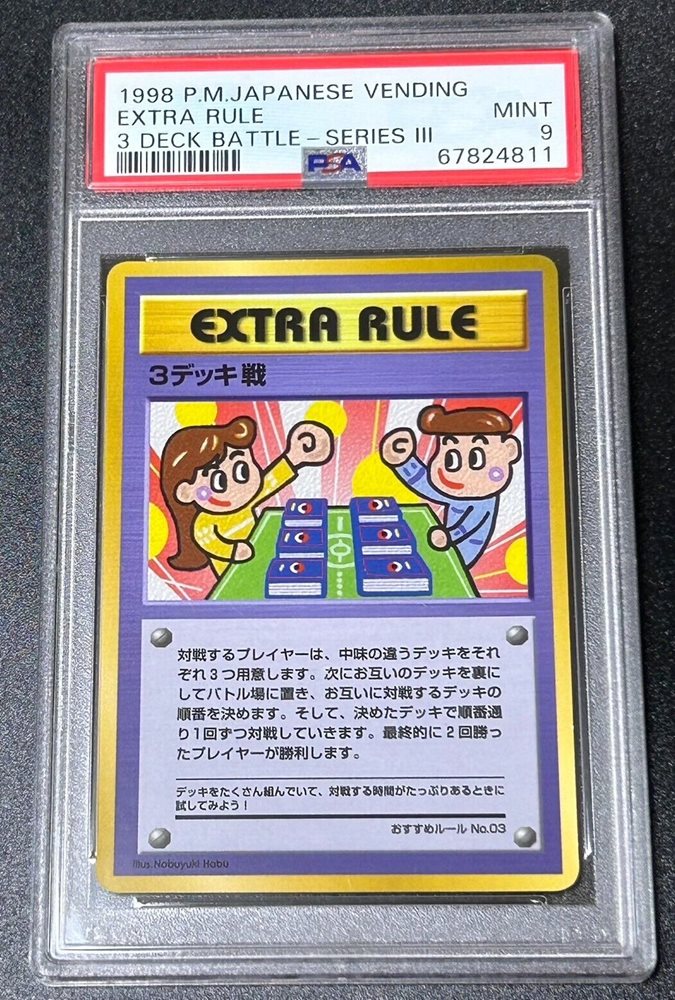 1998 P.M.JAPANESE VENDING
EXTRA RULE
MINT
3 DECK BATTLE – SERIES III
9
PSA
67824811
EXTRA RULE
3デッキ戦
対戦するプレイヤーは、中味の違うデッキをそれ
ぞれ3つ用意します。次にお互いのデッキを裏に
してバトル場に置き、お互いに対戦するデッキの
順番を決めます。そして、決めたデッキで順番通
り1回ずつ対戦していきます。最終的に2回勝っ
たプレイヤーが勝利します。
デッキをたくさん組んでいて、対戦する時間がたっぷりあるときに
試してみよう!
おすすめルール No.03
Illus.Nobuyuki Habu